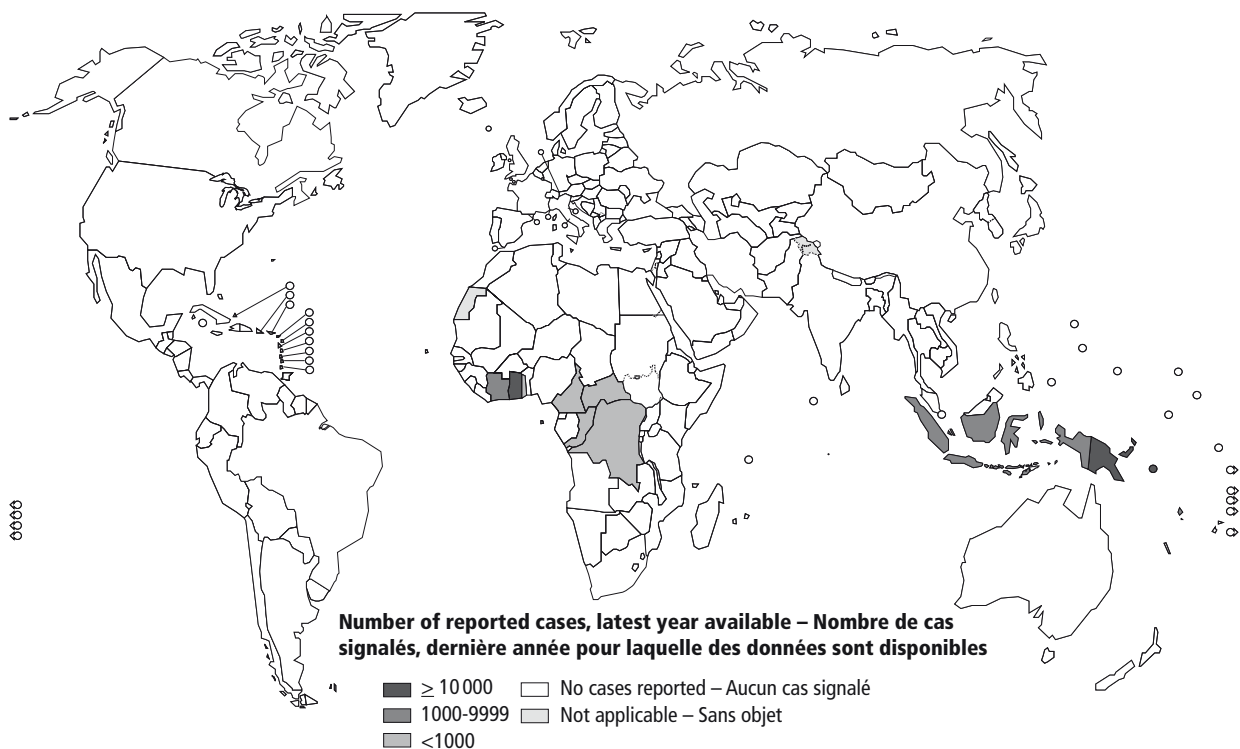 Number of reported cases, latest year available – Nombre de cas
signalés, dernière année pour laquelle des données sont disponibles
≥ 10 000
No cases reported – Aucun cas signalé
1000-9999
Not applicable – Sans objet
<1000